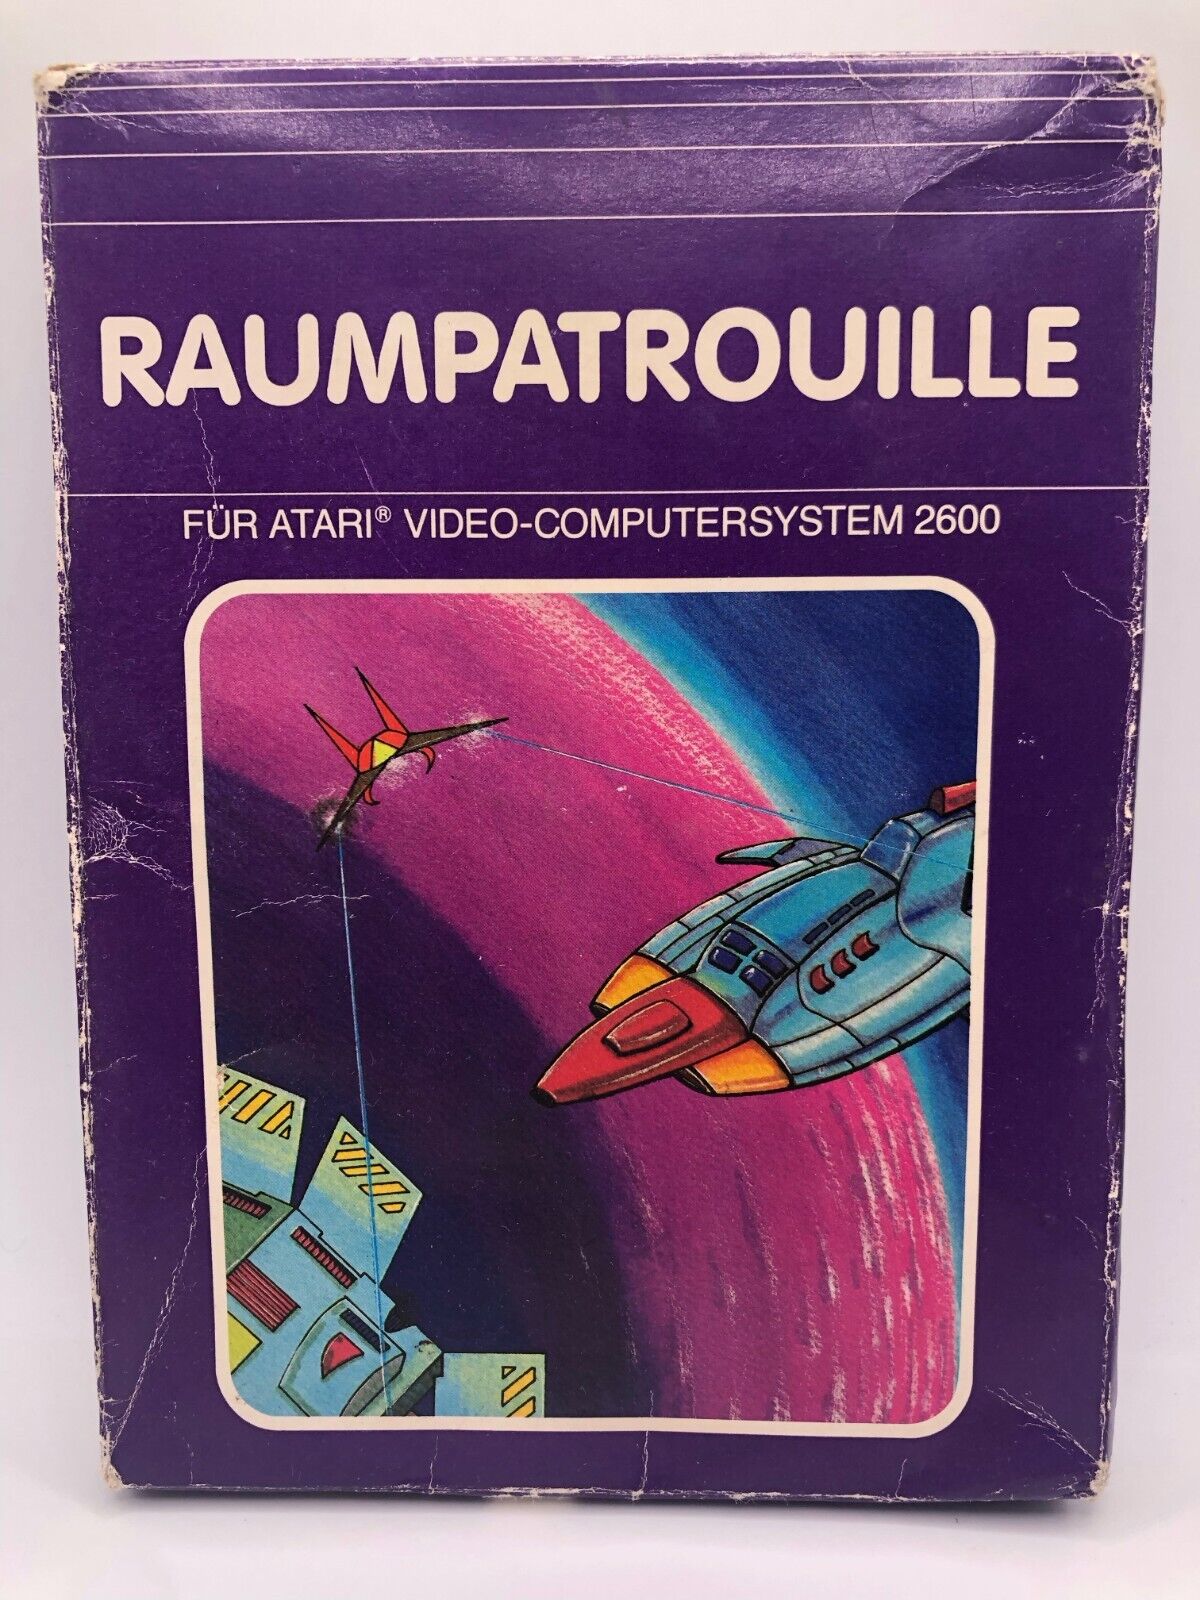 RAUMPATROUILLE
FÜR ATARI® VIDEO-COMPUTERSYSTEM 2600